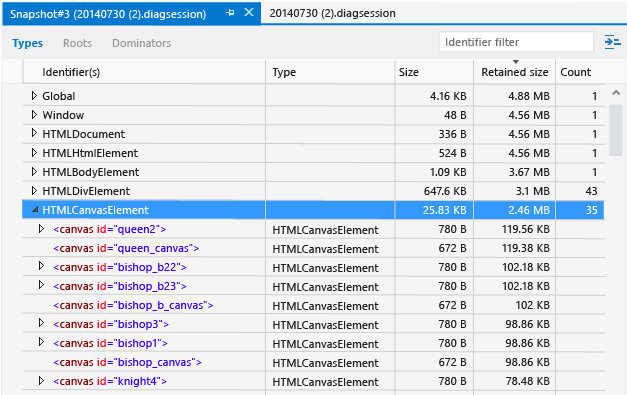 Snapshot#3 (20140730 (2).diagsession) 20140730 (2).diagsession
Types Roots Dominators Identifier filter
Identifier(s) Type Size Retained size Count
Global 4.16 KB 4.88 MB 1
Window 48 B 4.56 MB 1
HTMLDocument 336 B 4.56 MB 1
HTMLHtmlElement 524 B 4.56 MB 1
HTMLBodyElement 1.09 KB 3.67 MB 1
HTMLDivElement 647.6 KB 3.1 MB 43
HTMLCanvasElement 25.83 KB 2.46 MB 35
<canvas id="queen2"> HTMLCanvasElement 780 B 119.56 KB
<canvas id="queen_canvas"> HTMLCanvasElement 672 B 119.38 KB
<canvas id="bishop_b22"> HTMLCanvasElement 780 B 102.18 KB
<canvas id="bishop_b23"> HTMLCanvasElement 780 B 102.18 KB
<canvas id="bishop_b_canvas"> HTMLCanvasElement 672 B 102 KB
<canvas id="bishop3"> HTMLCanvasElement 780 B 98.86 KB
<canvas id="bishop1"> HTMLCanvasElement 780 B 98.86 KB
<canvas id="bishop_canvas"> HTMLCanvasElement 672 B 98.86 KB
<canvas id="knight4"> HTMLCanvasElement 780 B 78.48 KB